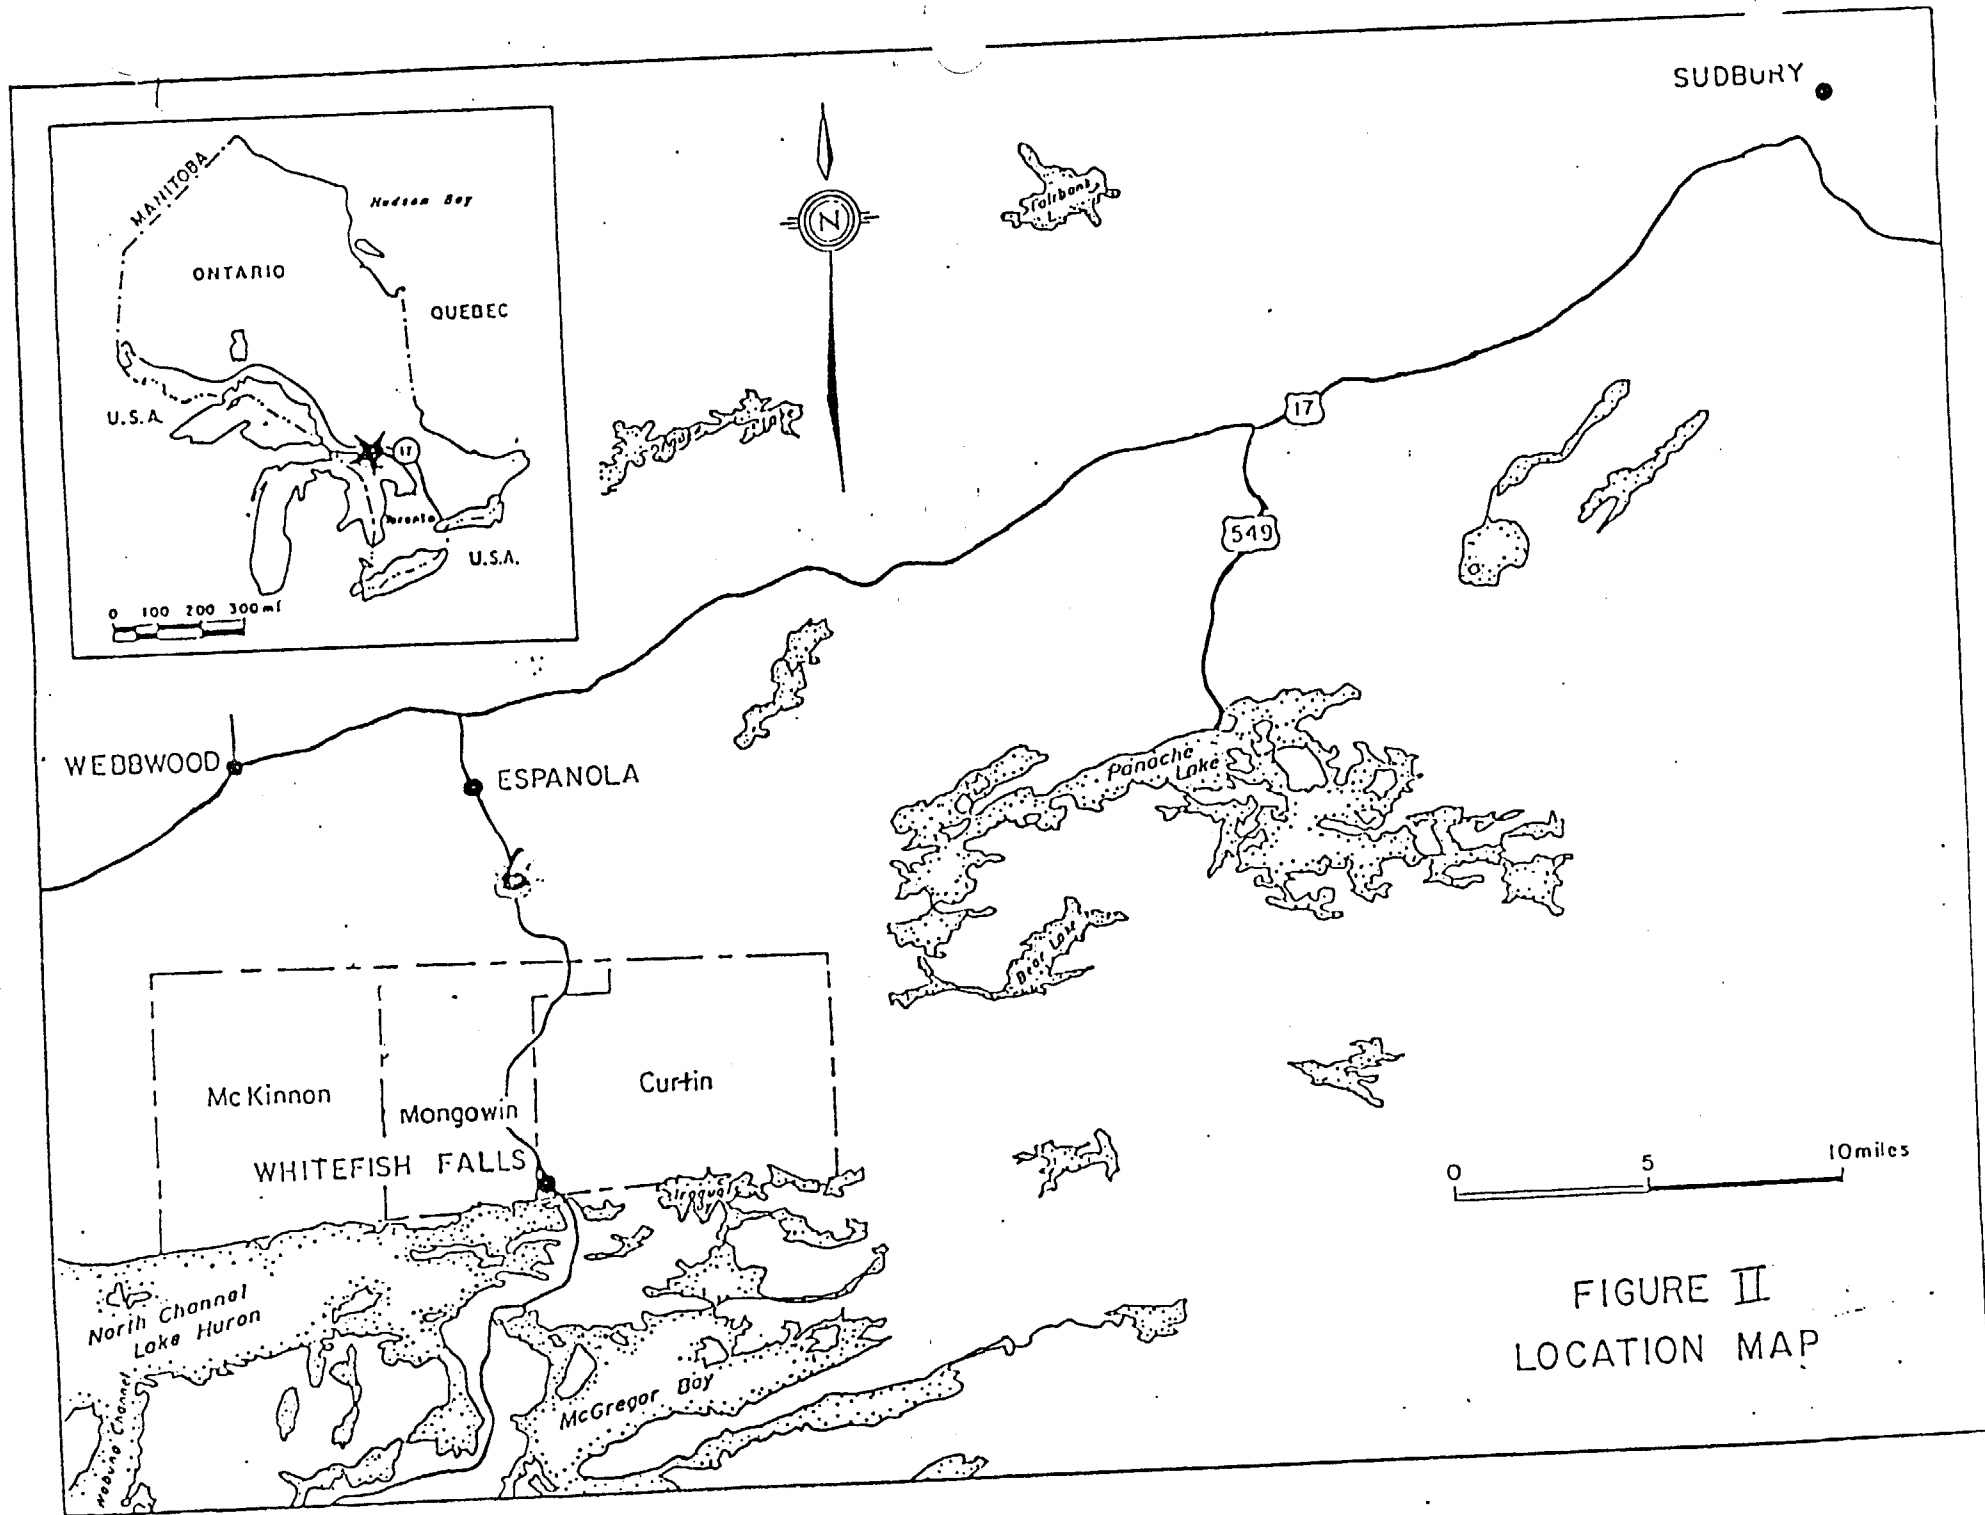 SUDBURY
MANITOBA
Hudson Bay
ONTARIO
QUEBEC
U.S.A.
17
Toronto
U.S.A.
0 100 200 300 mi
N
Fairbank
L.
17
549
WEBBWOOD
ESPANOLA
Panache
Lake
Bear Lake
McKinnon
Mongowin
Curtin
WHITEFISH FALLS
Iroquois
0 5 10 miles
North Channel
Lake Huron
Channel
McGregor Bay
FIGURE II
LOCATION MAP